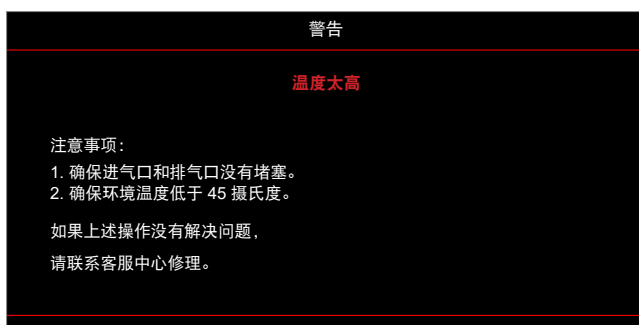 警告
温度太高
注意事项：
1. 确保进气口和排气口没有堵塞。
2. 确保环境温度低于 45 摄氏度。
如果上述操作没有解决问题，
请联系客服中心修理。